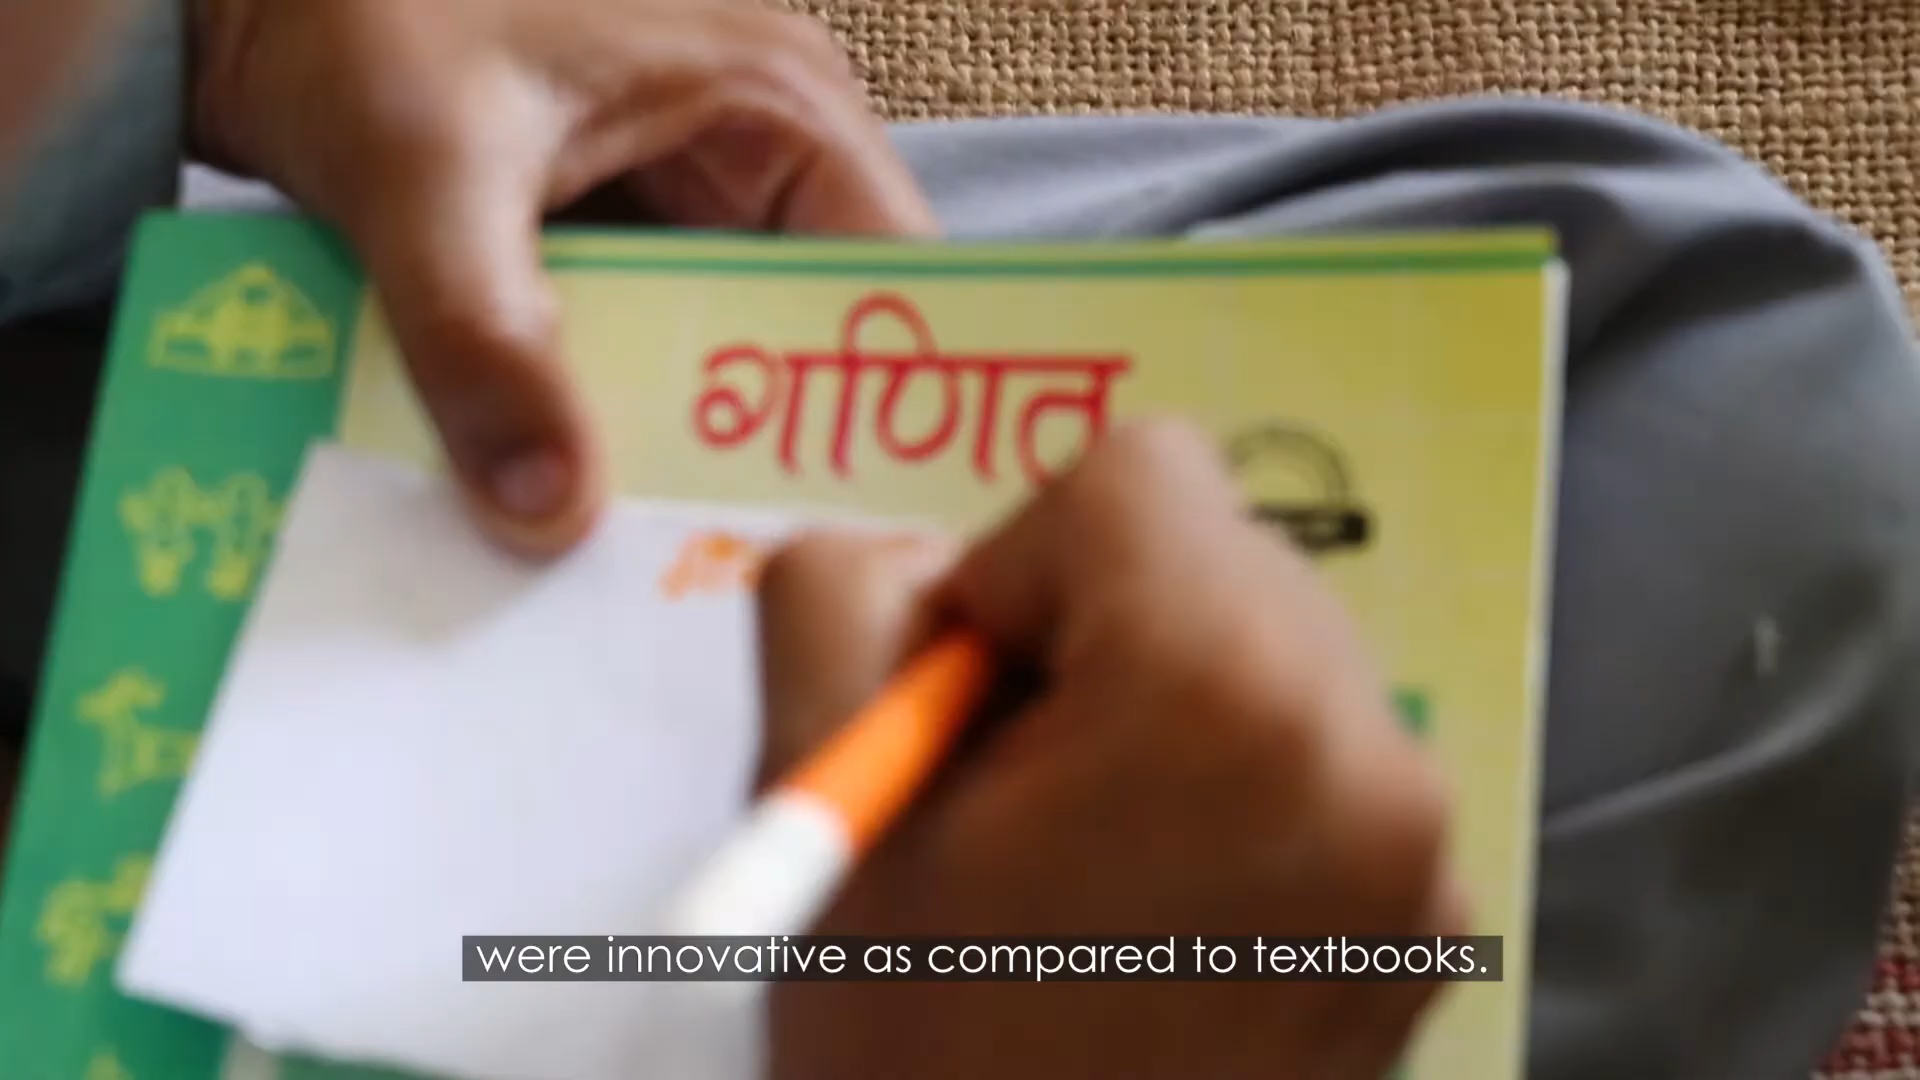 गणित
were innovative as compared to textbooks.